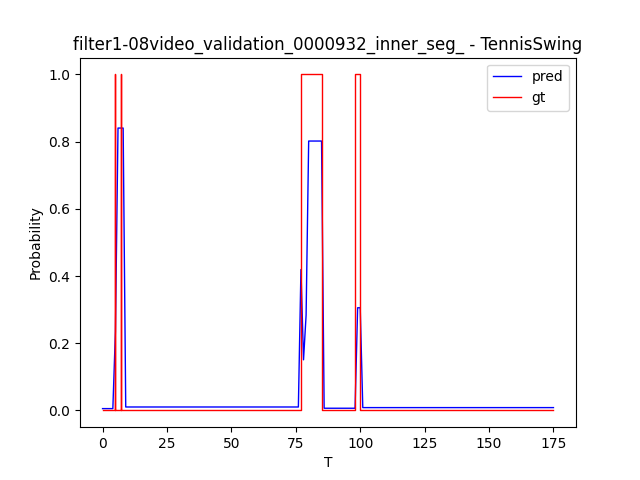 filter1-08video_validation_0000932_inner_seg_ - TennisSwing
pred
gt
1.0
0.8
0.6
0.4
0.2
0.0
Probability
0 25 50 75 100 125 150 175
T